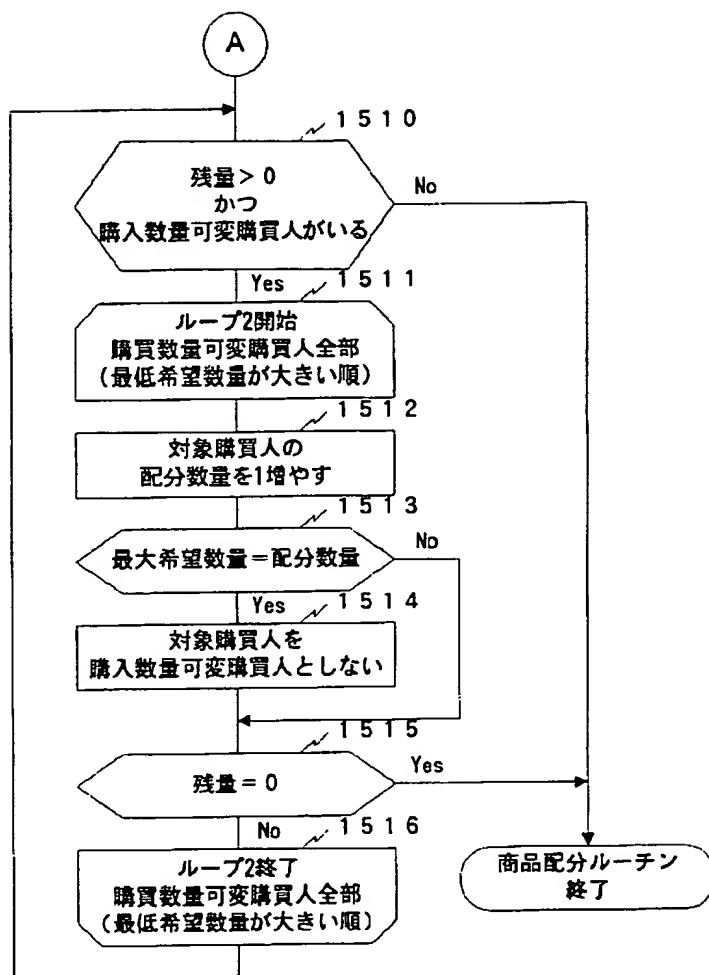 A
1510
残量>0
かつ
購入数量可変購買人がいる
No
Yes
1511
ループ2開始
購買数量可変購買人全部
(最低希望数量が大きい順)
1512
対象購買人の
配分数量を1増やす
1513
最大希望数量=配分数量
No
Yes
1514
対象購買人を
購入数量可変購買人としない
1515
残量=0
Yes
No
1516
ループ2終了
購買数量可変購買人全部
(最低希望数量が大きい順)
商品配分ルーチン
終了